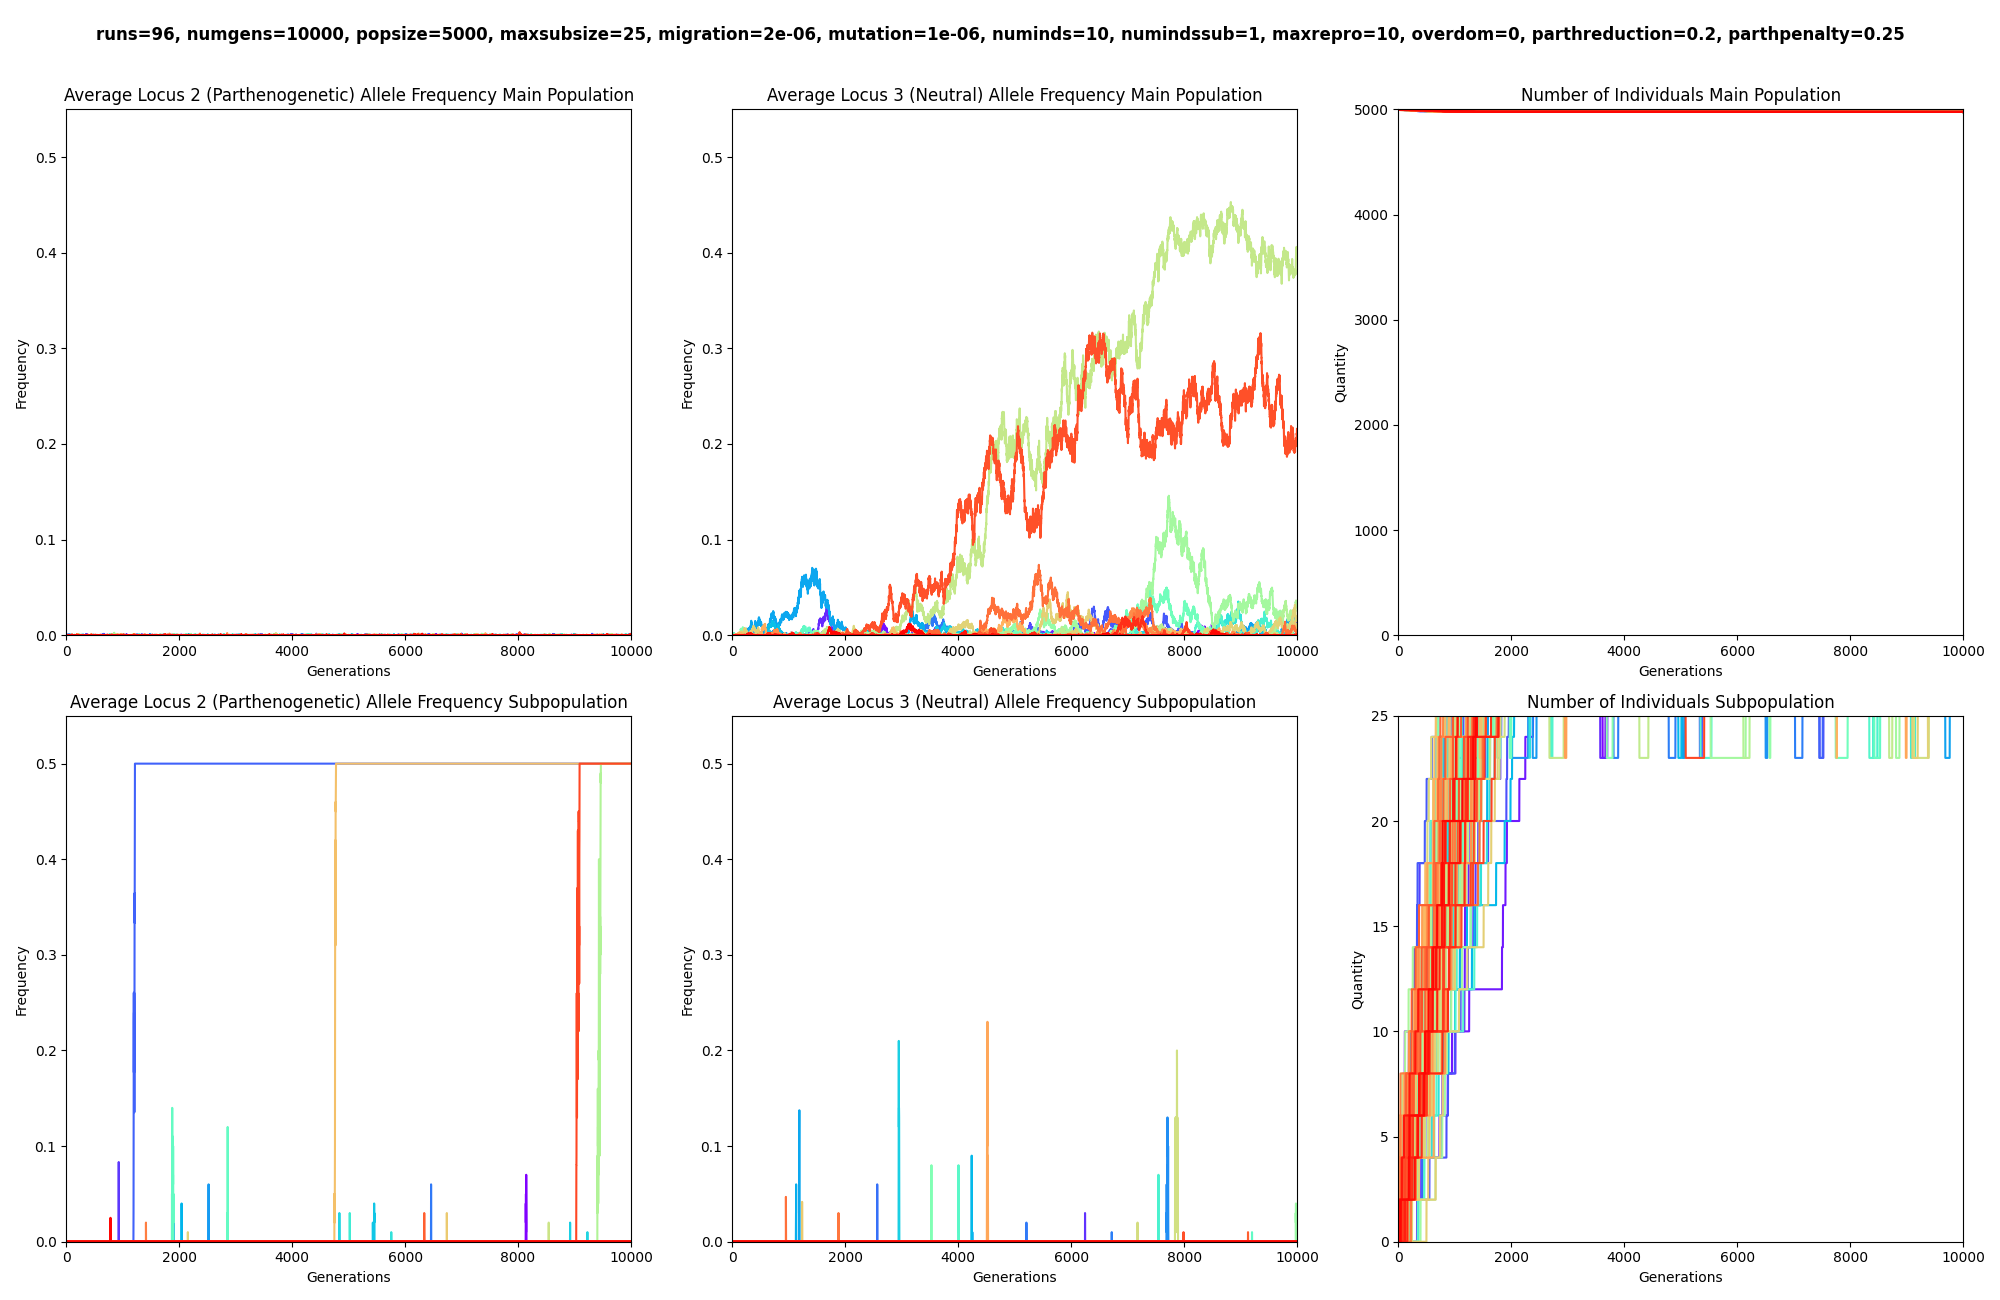 runs=96, numgens=10000, popsize=5000, maxsubsize=25, migration=2e-06, mutation=1e-06, numinds=10, numindssub=1, maxrepro=10, overdom=0, parthreduction=0.2, parthpenalty=0.25
Average Locus 2 (Parthenogenetic) Allele Frequency Main Population
Frequency
0.5
0.4
0.3
0.2
0.1
0.0
0 2000 4000 6000 8000 10000
Generations
Average Locus 3 (Neutral) Allele Frequency Main Population
Frequency
0.5
0.4
0.3
0.2
0.1
0.0
0 2000 4000 6000 8000 10000
Generations
Number of Individuals Main Population
Quantity
5000
4000
3000
2000
1000
0
0 2000 4000 6000 8000 10000
Generations
Average Locus 2 (Parthenogenetic) Allele Frequency Subpopulation
Frequency
0.5
0.4
0.3
0.2
0.1
0.0
0 2000 4000 6000 8000 10000
Generations
Average Locus 3 (Neutral) Allele Frequency Subpopulation
Frequency
0.5
0.4
0.3
0.2
0.1
0.0
0 2000 4000 6000 8000 10000
Generations
Number of Individuals Subpopulation
Quantity
25
20
15
10
5
0
0 2000 4000 6000 8000 10000
Generations